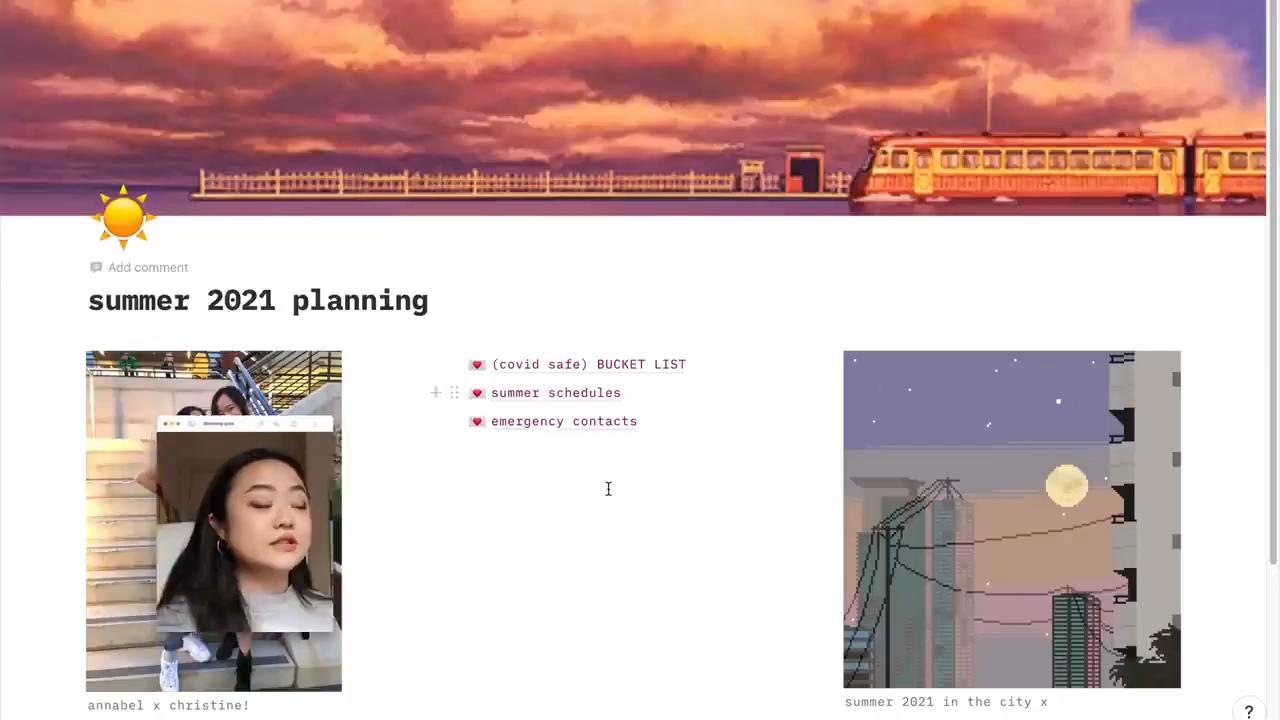 Add comment
summer 2021 planning
(covid safe) BUCKET LIST
summer schedules
emergency contacts
annabel x christine!
summer 2021 in the city x
?